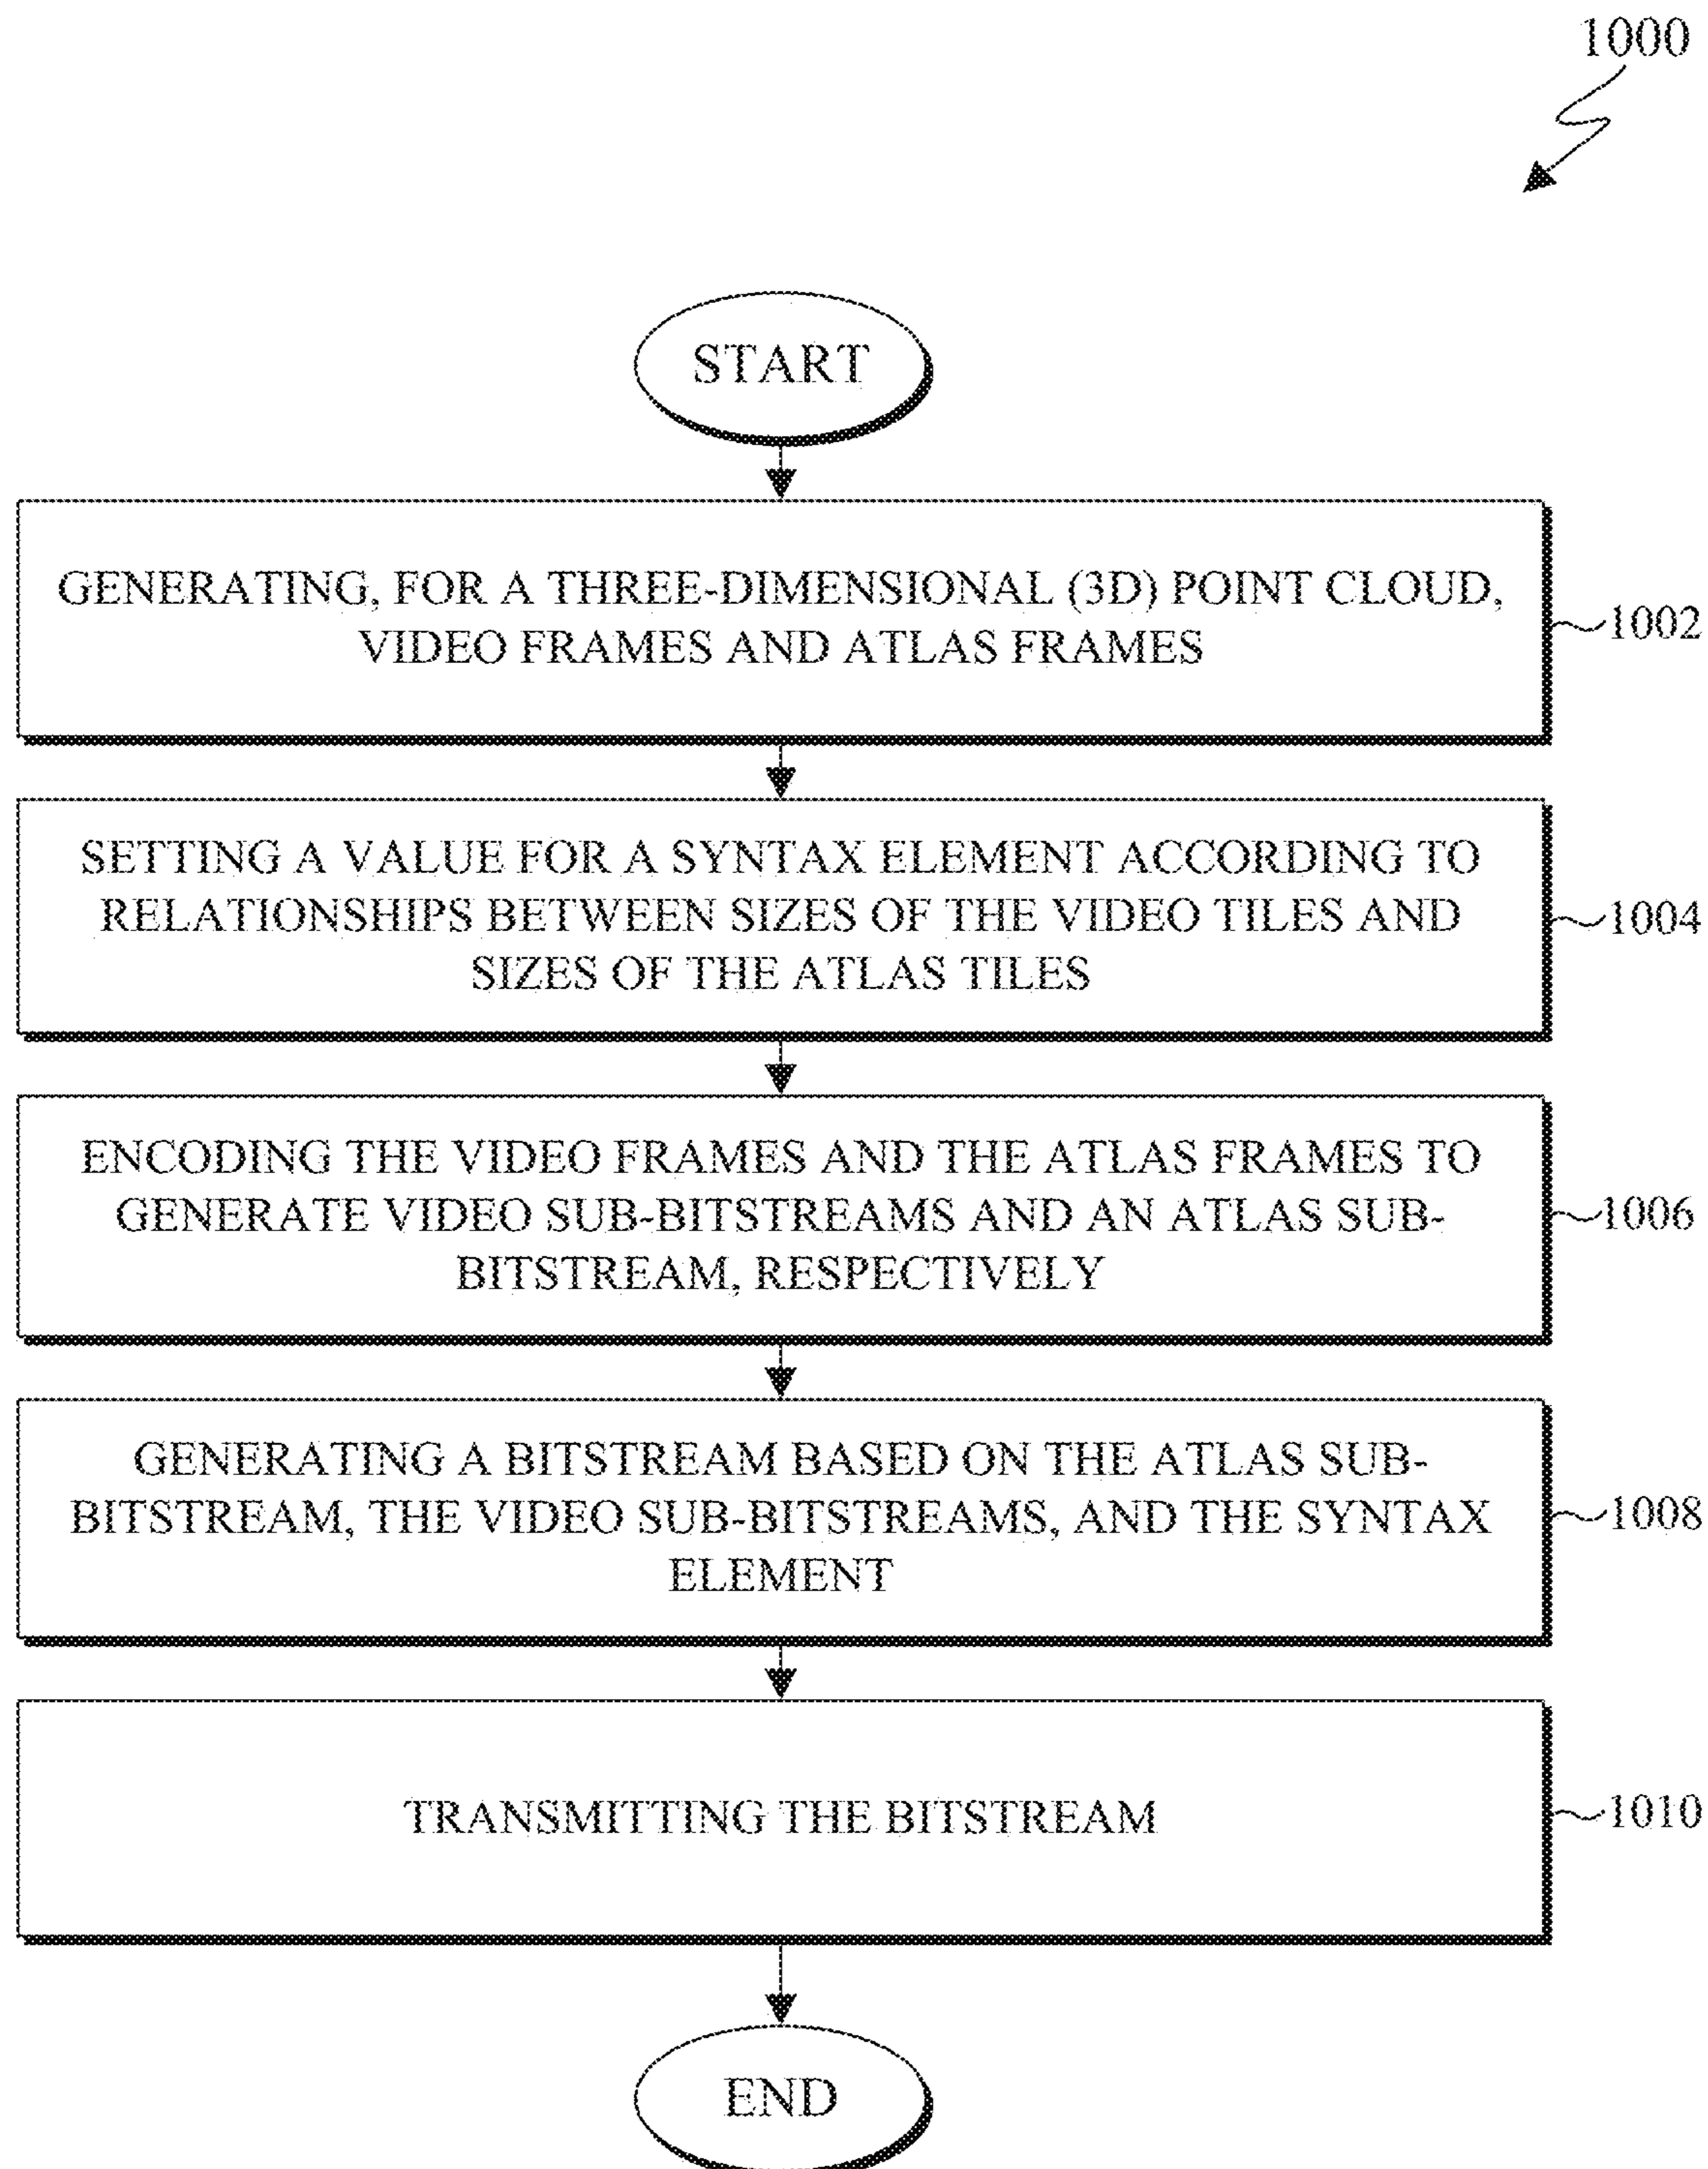 1000
START
GENERATING, FOR A THREE-DIMENSIONAL (3D) POINT CLOUD,
VIDEO FRAMES AND ATLAS FRAMES
1002
SETTING A VALUE FOR A SYNTAX ELEMENT ACCORDING TO
RELATIONSHIPS BETWEEN SIZES OF THE VIDEO TILES AND
SIZES OF THE ATLAS TILES
1004
ENCODING THE VIDEO FRAMES AND THE ATLAS FRAMES TO
GENERATE VIDEO SUB-BITSTREAMS AND AN ATLAS SUB-
BITSTREAM, RESPECTIVELY
1006
GENERATING A BITSTREAM BASED ON THE ATLAS SUB-
BITSTREAM, THE VIDEO SUB-BITSTREAMS, AND THE SYNTAX
ELEMENT
1008
TRANSMITTING THE BITSTREAM
1010
END